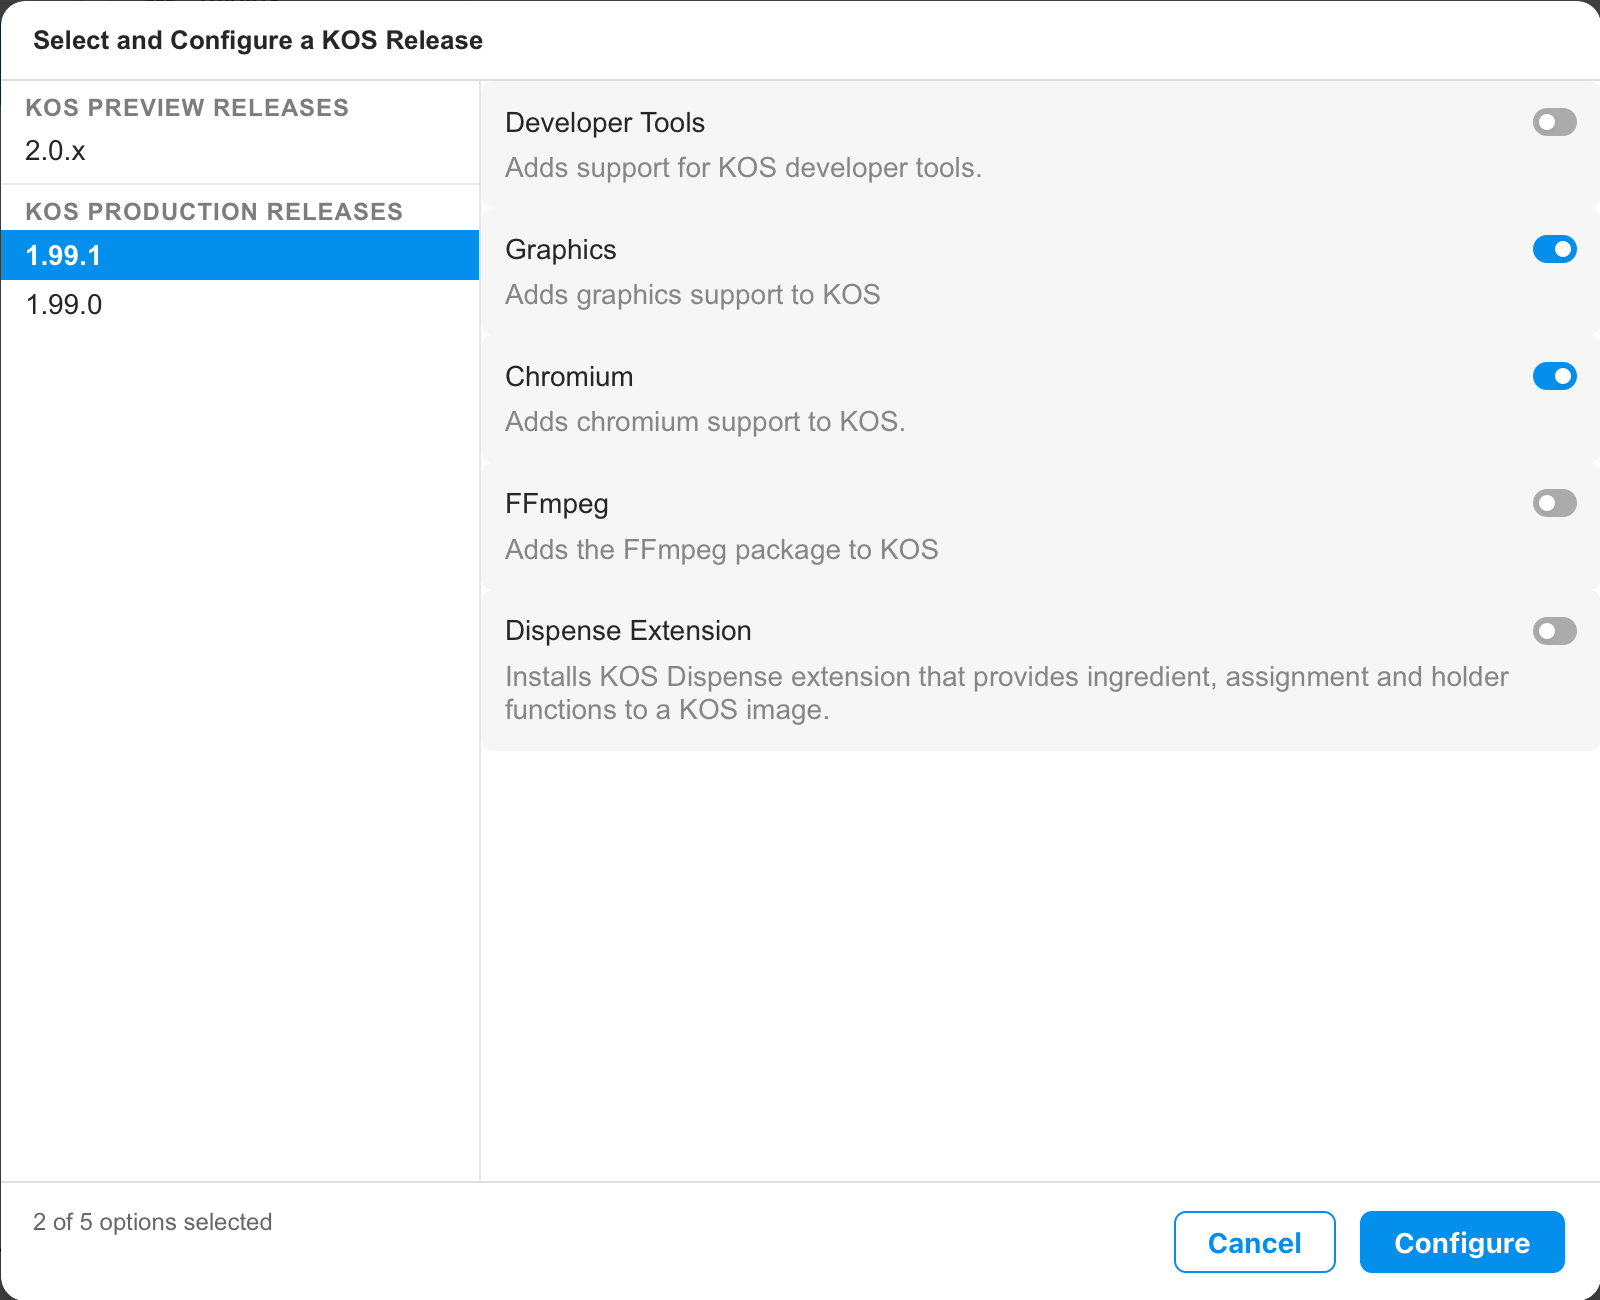 Select and Configure a KOS Release
KOS PREVIEW RELEASES
2.0.x
KOS PRODUCTION RELEASES
1.99.1
1.99.0
Developer Tools
Adds support for KOS developer tools.
Graphics
Adds graphics support to KOS
Chromium
Adds chromium support to KOS.
FFmpeg
Adds the FFmpeg package to KOS
Dispense Extension
Installs KOS Dispense extension that provides ingredient, assignment and holder
functions to a KOS image.
2 of 5 options selected
Cancel
Configure